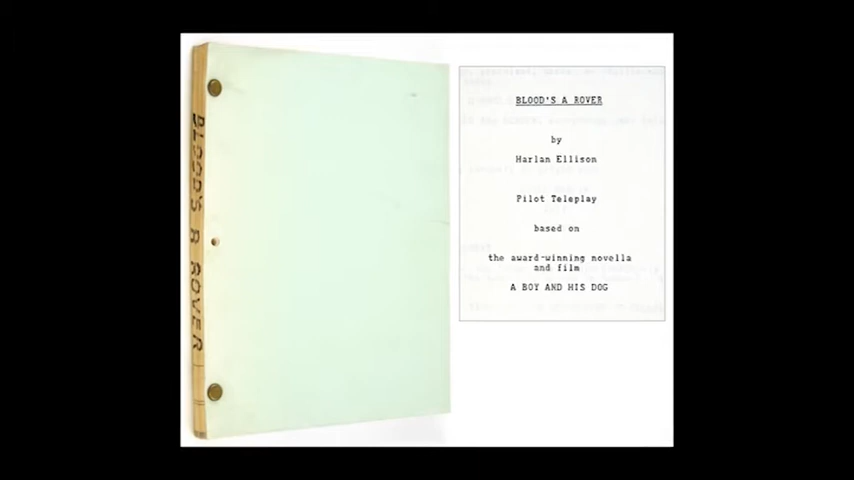 BLOOD'S A ROVER
BLOOD'S A ROVER
by
Harlan Ellison
Pilot Teleplay
based on
the award-winning novella
and film
A BOY AND HIS DOG